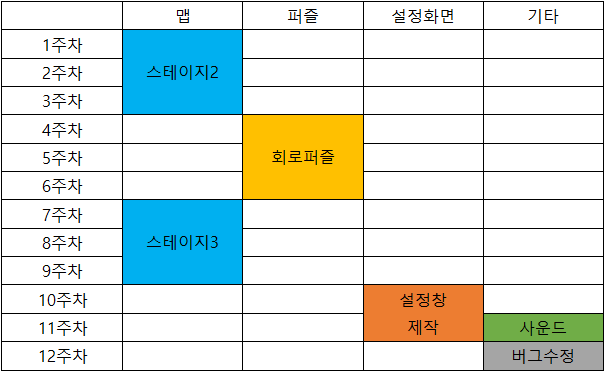 맵 퍼즐 설정화면 기타
1주차
2주차 스테이지2
3주차
4주차
5주차 회로퍼즐
6주차
7주차
8주차 스테이지3
9주차
10주차 설정창
11주차 제작 사운드
12주차 버그수정